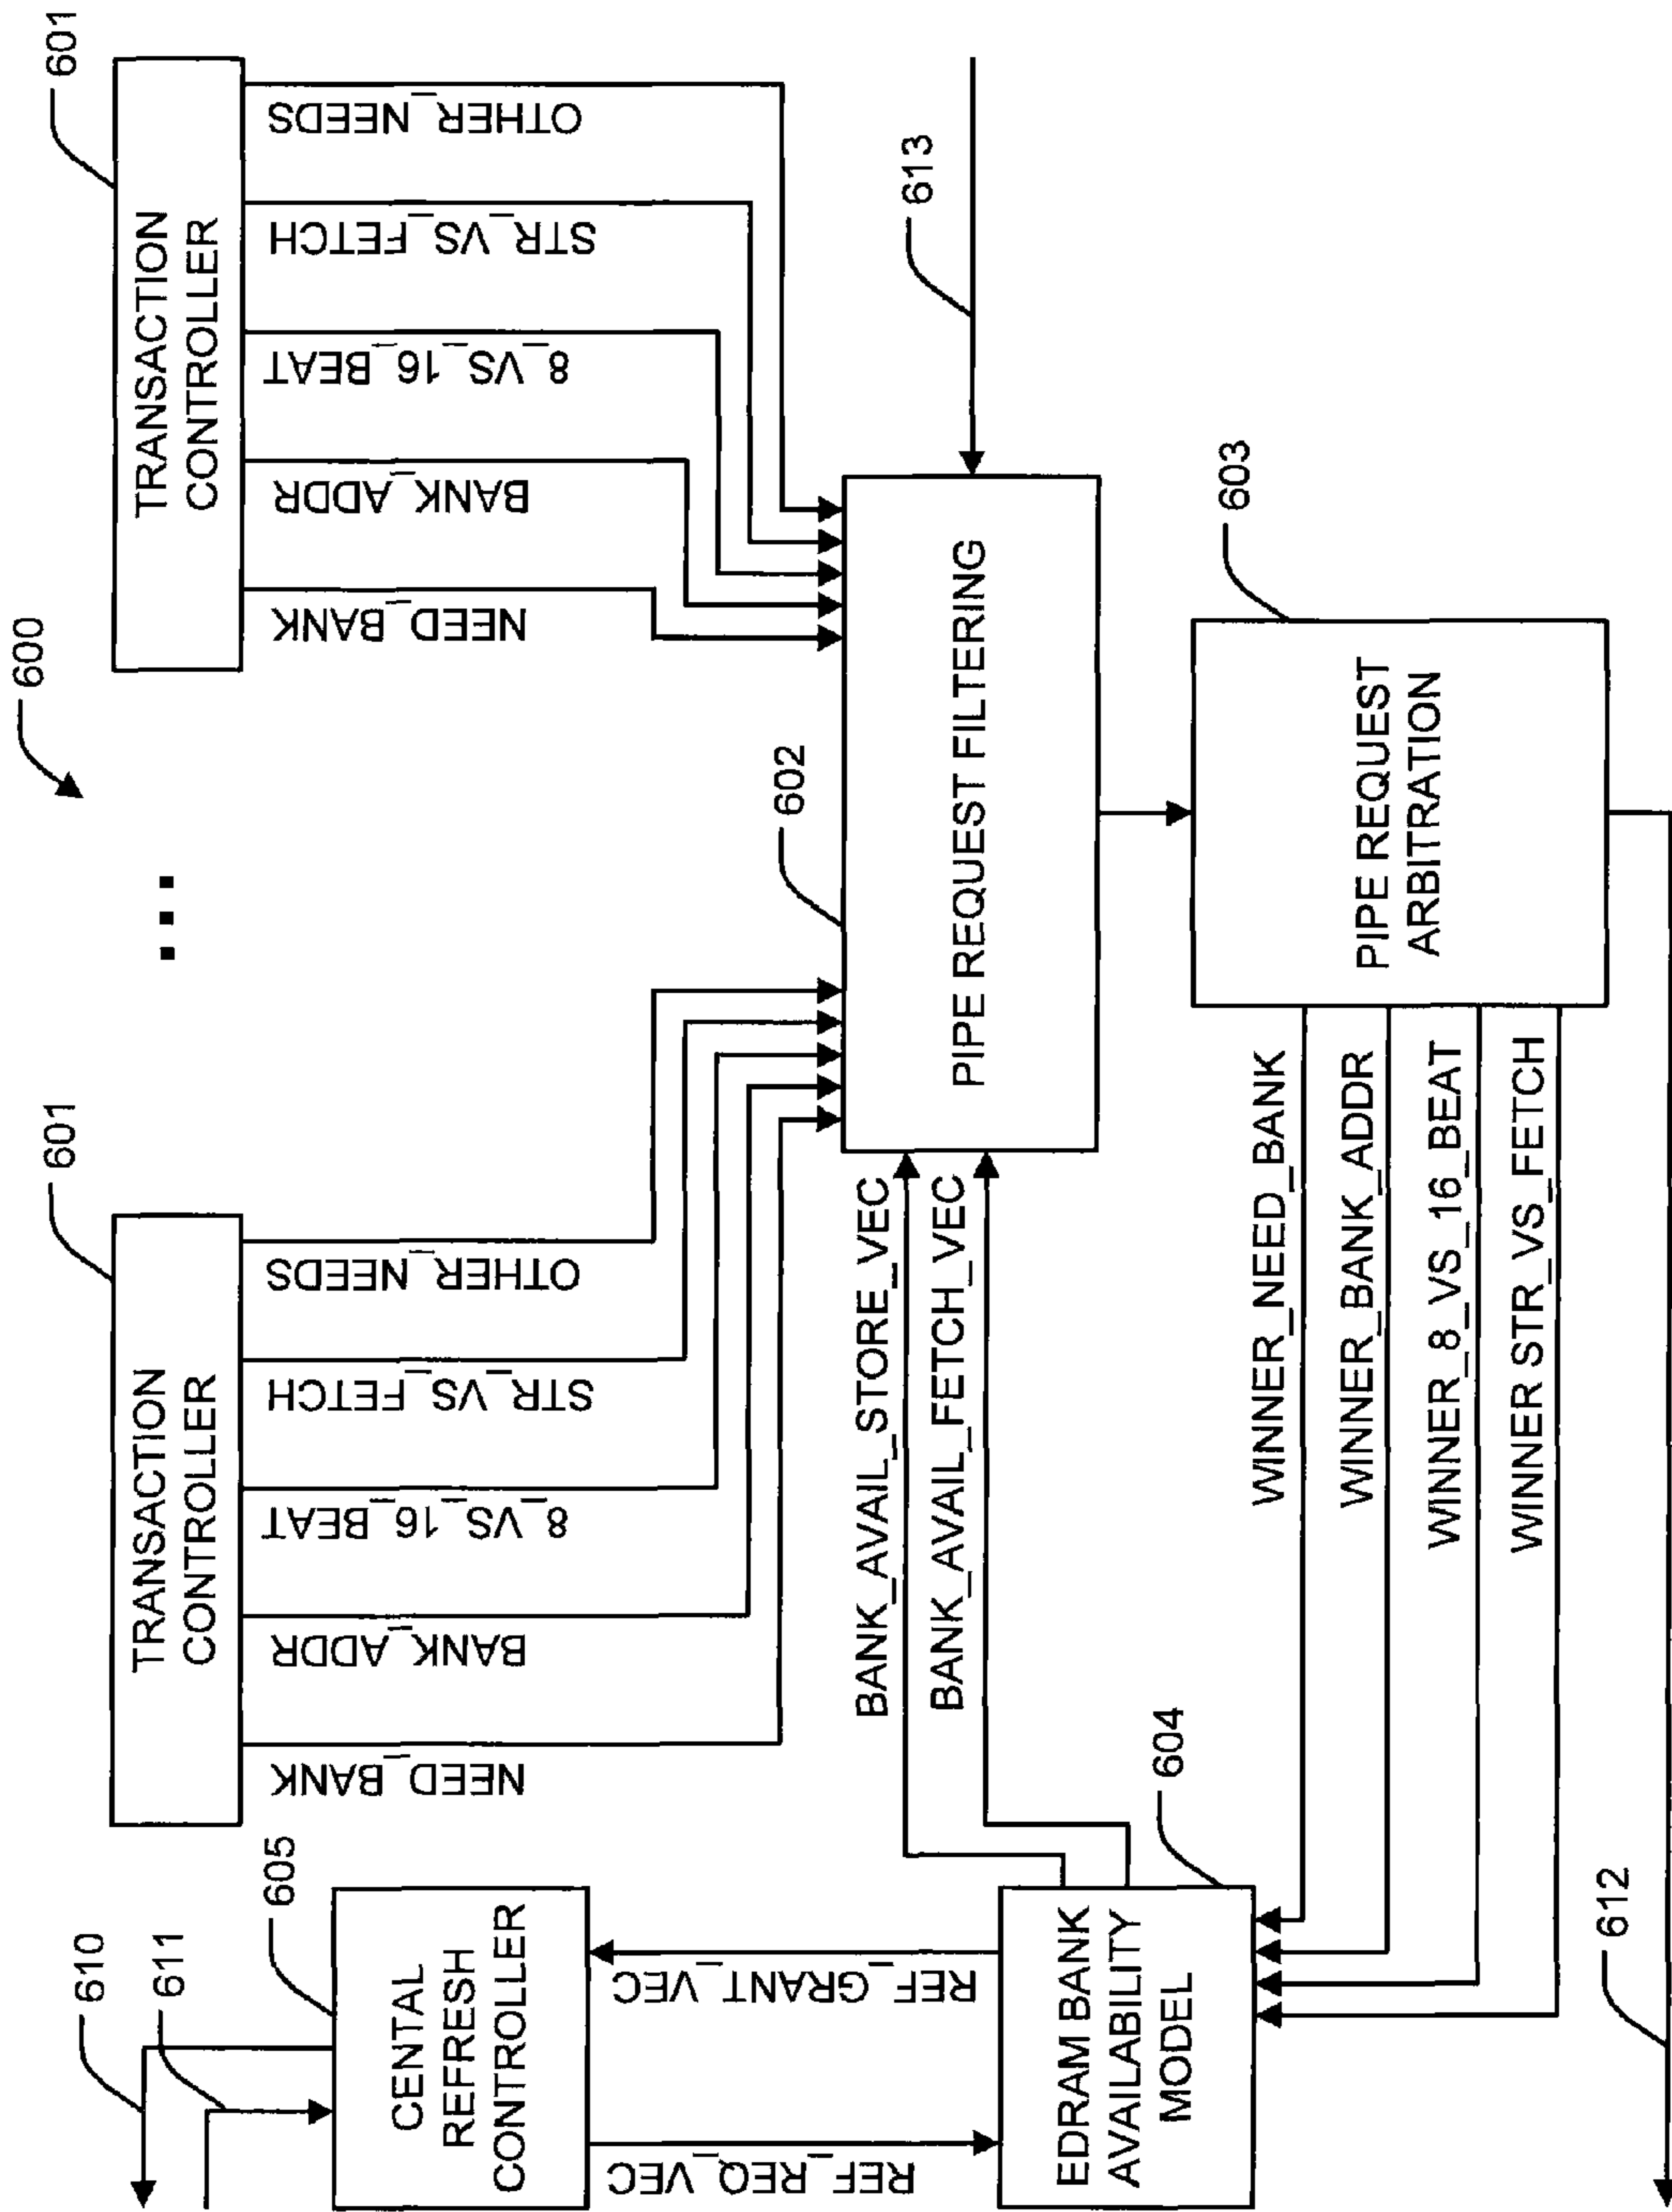 600
601
TRANSACTION
CONTROLLER
NEED_BANK
BANK_ADDR
8_VS_16_BEAT
STR_VS_FETCH
OTHER_NEEDS
601
TRANSACTION
CONTROLLER
NEED_BANK
BANK_ADDR
8_VS_16_BEAT
STR_VS_FETCH
OTHER_NEEDS
...
610
611
605
CENTAL
REFRESH
CONTROLLER
REF_REQ_VEC
REF_GRANT_VEC
602
PIPE REQUEST FILTERING
613
BANK_AVAIL_STORE_VEC
BANK_AVAIL_FETCH_VEC
604
EDRAM BANK
AVAILABILITY
MODEL
603
PIPE REQUEST
ARBITRATION
WINNER_NEED_BANK
WINNER_BANK_ADDR
WINNER_8_VS_16_BEAT
WINNER STR_VS_FETCH
612